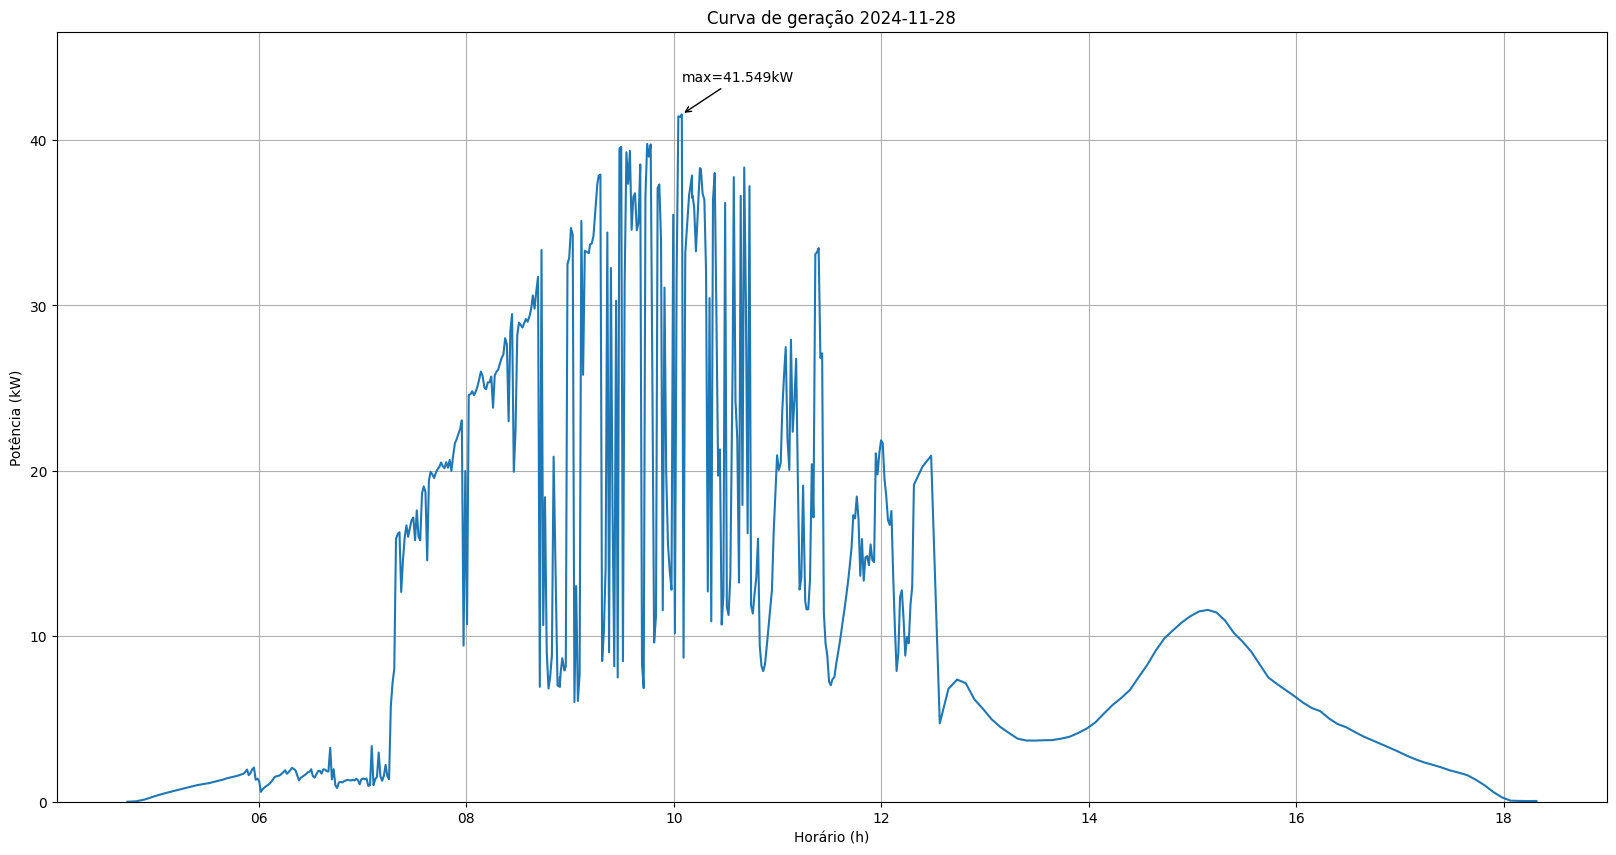 Curva de geração 2024-11-28
max=41.549kW
Potência (kW)
40
30
20
10
0
06 08 10 12 14 16 18
Horário (h)